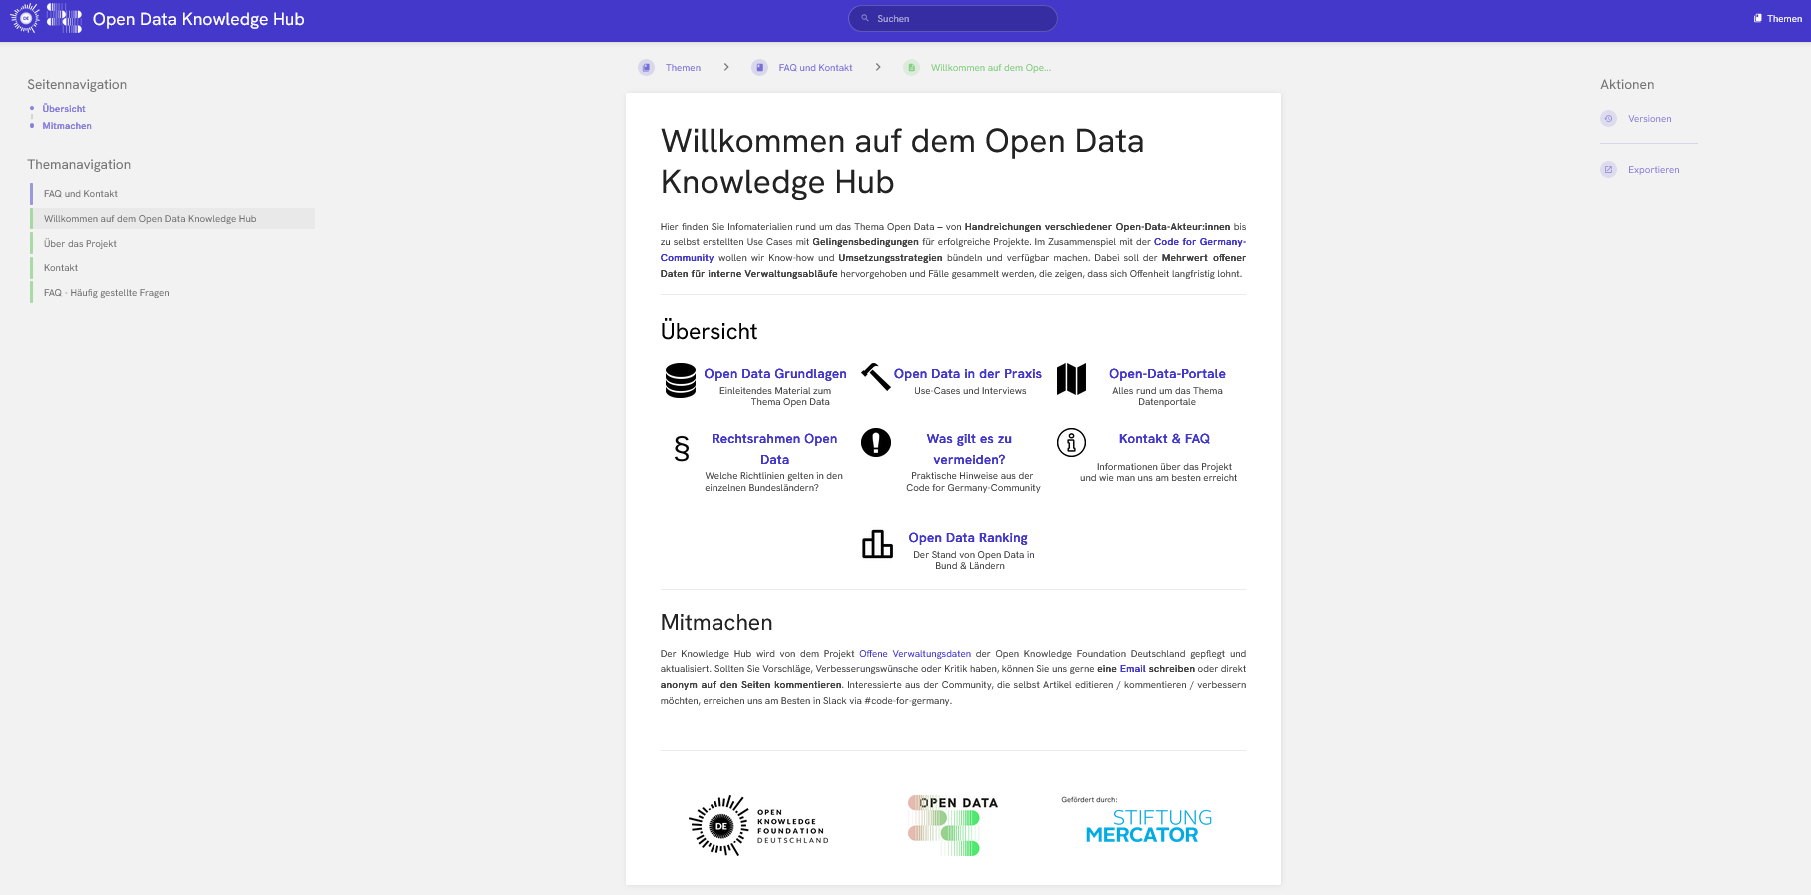 Open Data Knowledge Hub
Suchen
Themen
Seitennavigation
Übersicht
Mitmachen
Themanavigation
FAQ und Kontakt
Willkommen auf dem Open Data Knowledge Hub
Über das Projekt
Kontakt
FAQ - Häufig gestellte Fragen
Themen
FAQ und Kontakt
Willkommen auf dem Ope...
Willkommen auf dem Open Data
Knowledge Hub
Hier finden Sie Infomaterialien rund um das Thema Open Data – von Handreichungen verschiedener Open-Data-Akteur:innen bis
zu selbst erstellten Use Cases mit Gelingensbedingungen für erfolgreiche Projekte. Im Zusammenspiel mit der Code for Germany-
Community wollen wir Know-how und Umsetzungsstrategien bündeln und verfügbar machen. Dabei soll der Mehrwert offener
Daten für interne Verwaltungsabläufe hervorgehoben und Fälle gesammelt werden, die zeigen, dass sich Offenheit langfristig lohnt.
Übersicht
Open Data Grundlagen
Einleitendes Material zum
Thema Open Data
Open Data in der Praxis
Use-Cases und Interviews
Open-Data-Portale
Alles rund um das Thema
Datenportale
§
Rechtsrahmen Open
Data
Welche Richtlinien gelten in den
einzelnen Bundesländern?
Was gilt es zu
vermeiden?
Praktische Hinweise aus der
Code for Germany-Community
Kontakt & FAQ
Informationen über das Projekt
und wie man uns am besten erreicht
Open Data Ranking
Der Stand von Open Data in
Bund & Ländern
Mitmachen
Der Knowledge Hub wird von dem Projekt Offene Verwaltungsdaten der Open Knowledge Foundation Deutschland gepflegt und
aktualisiert. Sollten Sie Vorschläge, Verbesserungswünsche oder Kritik haben, können Sie uns gerne eine Email schreiben oder direkt
anonym auf den Seiten kommentieren. Interessierte aus der Community, die selbst Artikel editieren / kommentieren / verbessern
möchten, erreichen uns am Besten in Slack via #code-for-germany.
DE
OPEN
KNOWLEDGE
FOUNDATION
DEUTSCHLAND
OPEN DATA
Gefördert durch:
STIFTUNG
MERCATOR
Aktionen
Versionen
Exportieren